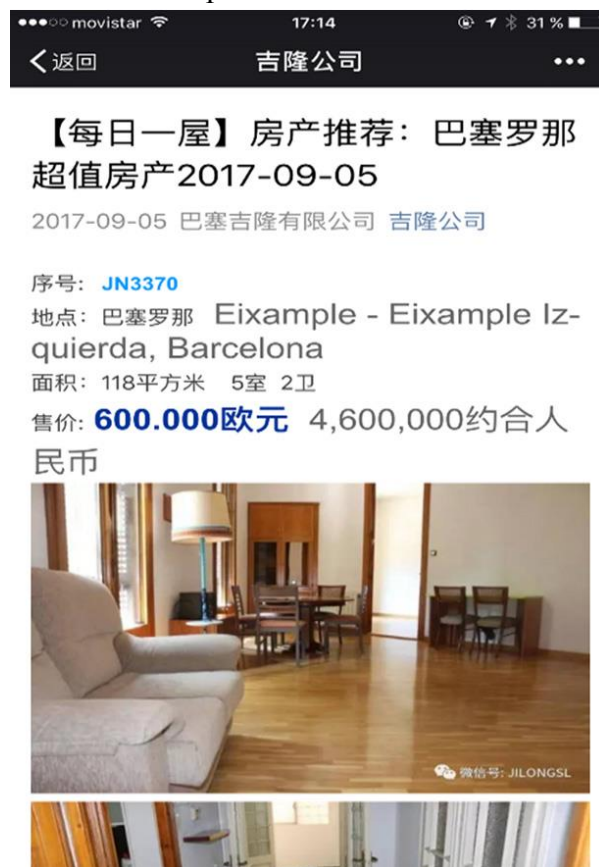 movistar 17:14 31 %
返回 吉隆公司
【每日一屋】房产推荐：巴塞罗那
超值房产2017-09-05
2017-09-05 巴塞吉隆有限公司 吉隆公司
序号: JN3370
地点：巴塞罗那 Eixample - Eixample Iz-
quierda, Barcelona
面积：118平方米 5室 2卫
售价: 600.000欧元 4,600,000约合人
民币
微信号: JILONGSL